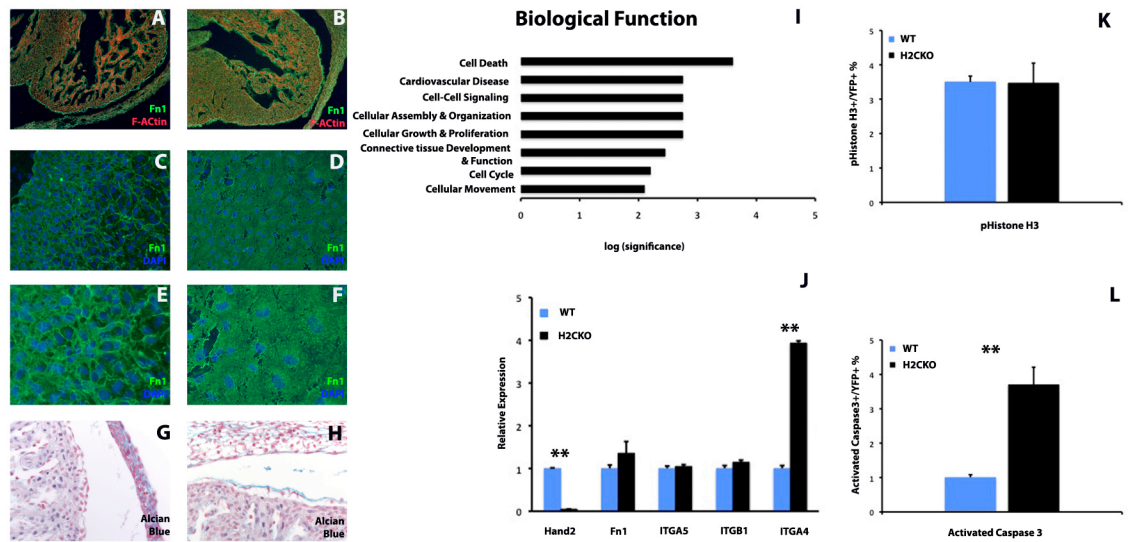 A
Fn1
F-ACtin
B
Fn1
F-ACtin
C
Fn1
DAPI
D
Fn1
DAPI
E
Fn1
DAPI
F
Fn1
DAPI
G
Alcian
Blue
H
Alcian
Blue
Biological Function
I
Cell Death
Cardiovascular Disease
Cell-Cell Signaling
Cellular Assembly & Organization
Cellular Growth & Proliferation
Connective tissue Development
& Function
Cell Cycle
Cellular Movement
0 1 2 3 4 5
log (significance)
J
WT
H2CKO
Relative Expression
5
4
3
2
1
0
**
**
Hand2 Fn1 ITGA5 ITGB1 ITGA4
K
WT
H2CKO
pHistone H3+/YFP+ %
5
4
3
2
1
0
pHistone H3
L
WT
H2CKO
**
Activated Caspase3+/YFP+ %
5
4
3
2
1
0
Activated Caspase 3